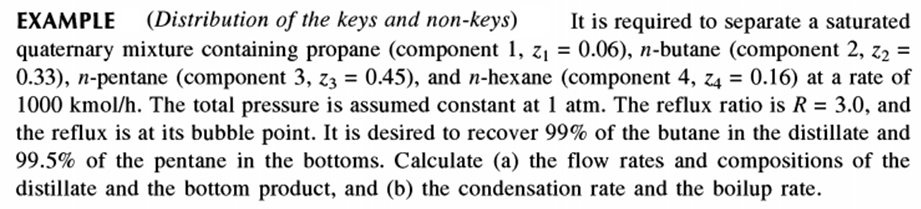 EXAMPLE (Distribution of the keys and non-keys) It is required to separate a saturated
quaternary mixture containing propane (component 1, z₁ = 0.06), n-butane (component 2, z₂ =
0.33), n-pentane (component 3, z₃ = 0.45), and n-hexane (component 4, z₄ = 0.16) at a rate of
1000 kmol/h. The total pressure is assumed constant at 1 atm. The reflux ratio is R = 3.0, and
the reflux is at its bubble point. It is desired to recover 99% of the butane in the distillate and
99.5% of the pentane in the bottoms. Calculate (a) the flow rates and compositions of the
distillate and the bottom product, and (b) the condensation rate and the boilup rate.